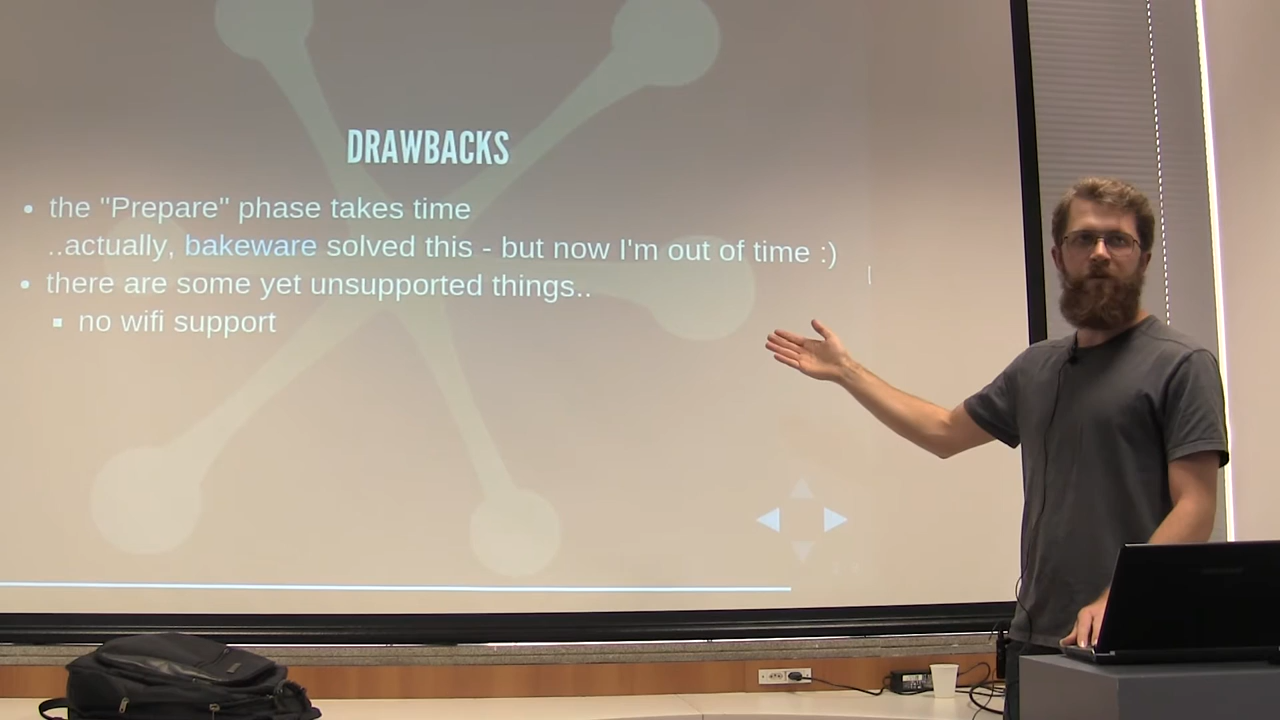 DRAWBACKS
the "Prepare" phase takes time
..actually, bakeware solved this - but now I'm out of time :)
there are some yet unsupported things..
no wifi support